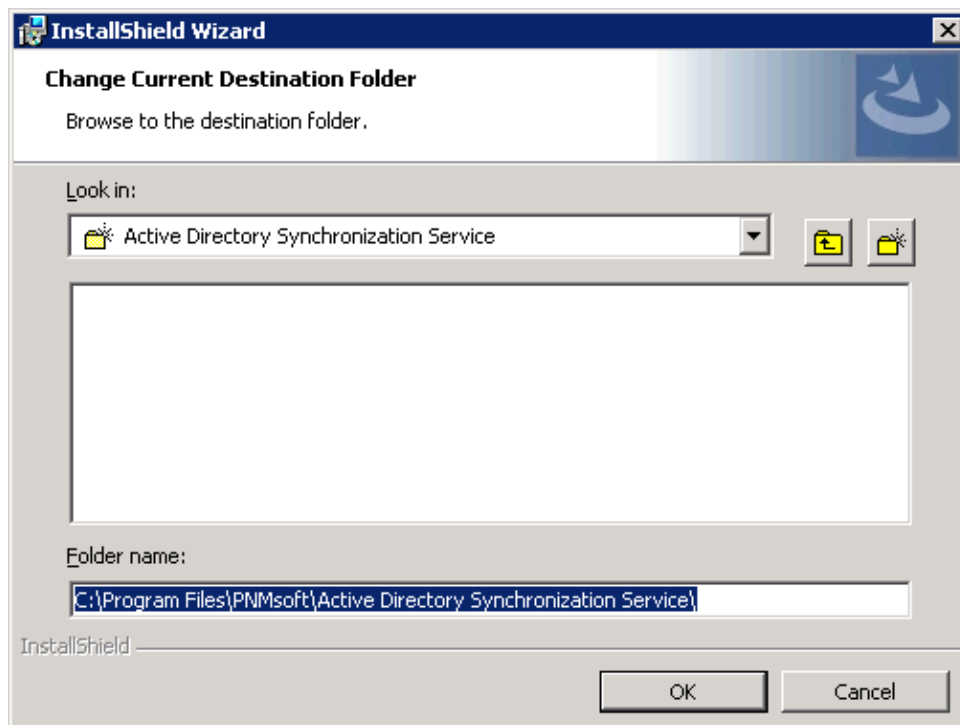 InstallShield Wizard
Change Current Destination Folder
Browse to the destination folder.
Look in:
Active Directory Synchronization Service
Folder name:
C:\Program Files\PNMsoft\Active Directory Synchronization Service\
InstallShield
OK Cancel